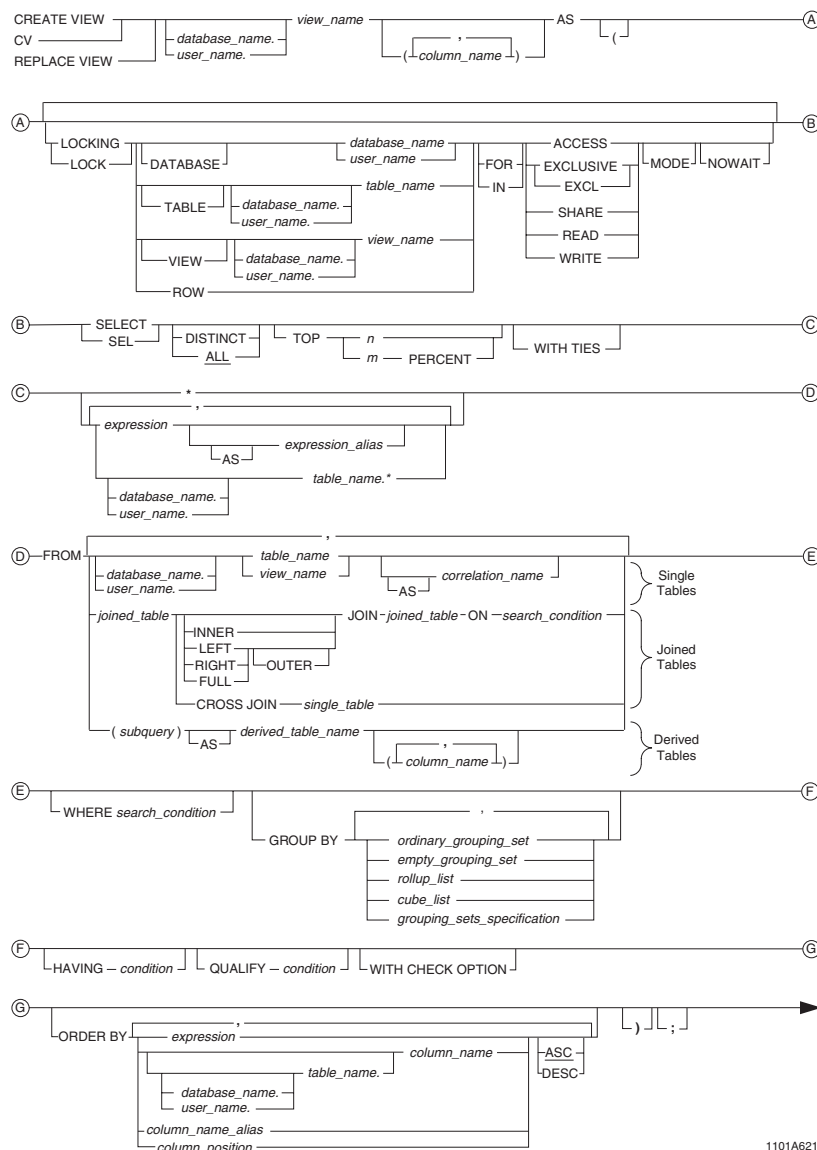 CREATE VIEW view_name AS A
CV database_name. , (
REPLACE VIEW user_name. ( column_name )
A B
LOCKING database_name ACCESS
LOCK DATABASE user_name FOR EXCLUSIVE MODE NOWAIT
IN EXCL
table_name
TABLE database_name. SHARE
user_name. READ
view_name WRITE
VIEW database_name.
user_name.
ROW
B SELECT C
SEL DISTINCT TOP n WITH TIES
ALL m PERCENT
C * D
,
expression
expression_alias
AS
table_name.*
database_name.
user_name.
,
D FROM table_name E
database_name. view_name correlation_name Single
user_name. AS Tables
joined_table JOIN joined_table ON search_condition
INNER
LEFT Joined
RIGHT OUTER Tables
FULL
CROSS JOIN single_table
( subquery ) derived_table_name Derived
AS , Tables
( column_name )
E F
WHERE search_condition ,
GROUP BY ordinary_grouping_set
empty_grouping_set
rollup_list
cube_list
grouping_sets_specification
F G
HAVING condition QUALIFY condition WITH CHECK OPTION
G
, ) ;
ORDER BY expression
column_name ASC
table_name. DESC
database_name.
user_name.
column_name_alias
column_position
1101A621